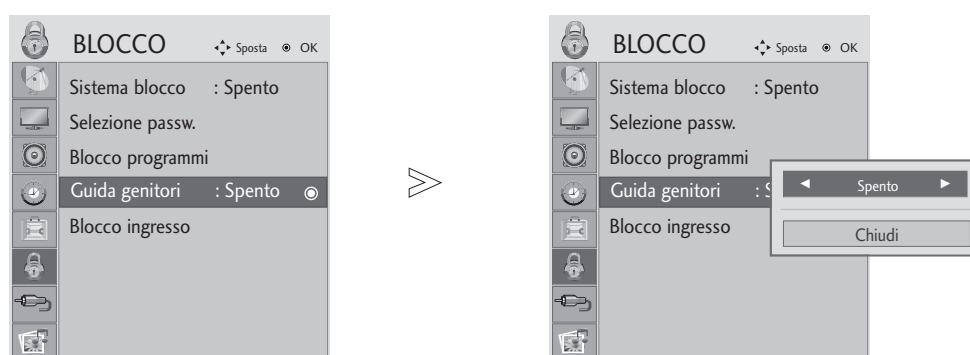 BLOCCO Sposta OK
Sistema blocco : Spento
Selezione passw.
Blocco programmi
Guida genitori : Spento
Blocco ingresso
BLOCCO Sposta OK
Sistema blocco : Spento
Selezione passw.
Blocco programmi
Guida genitori : S
Blocco ingresso
◄ Spento ►
Chiudi